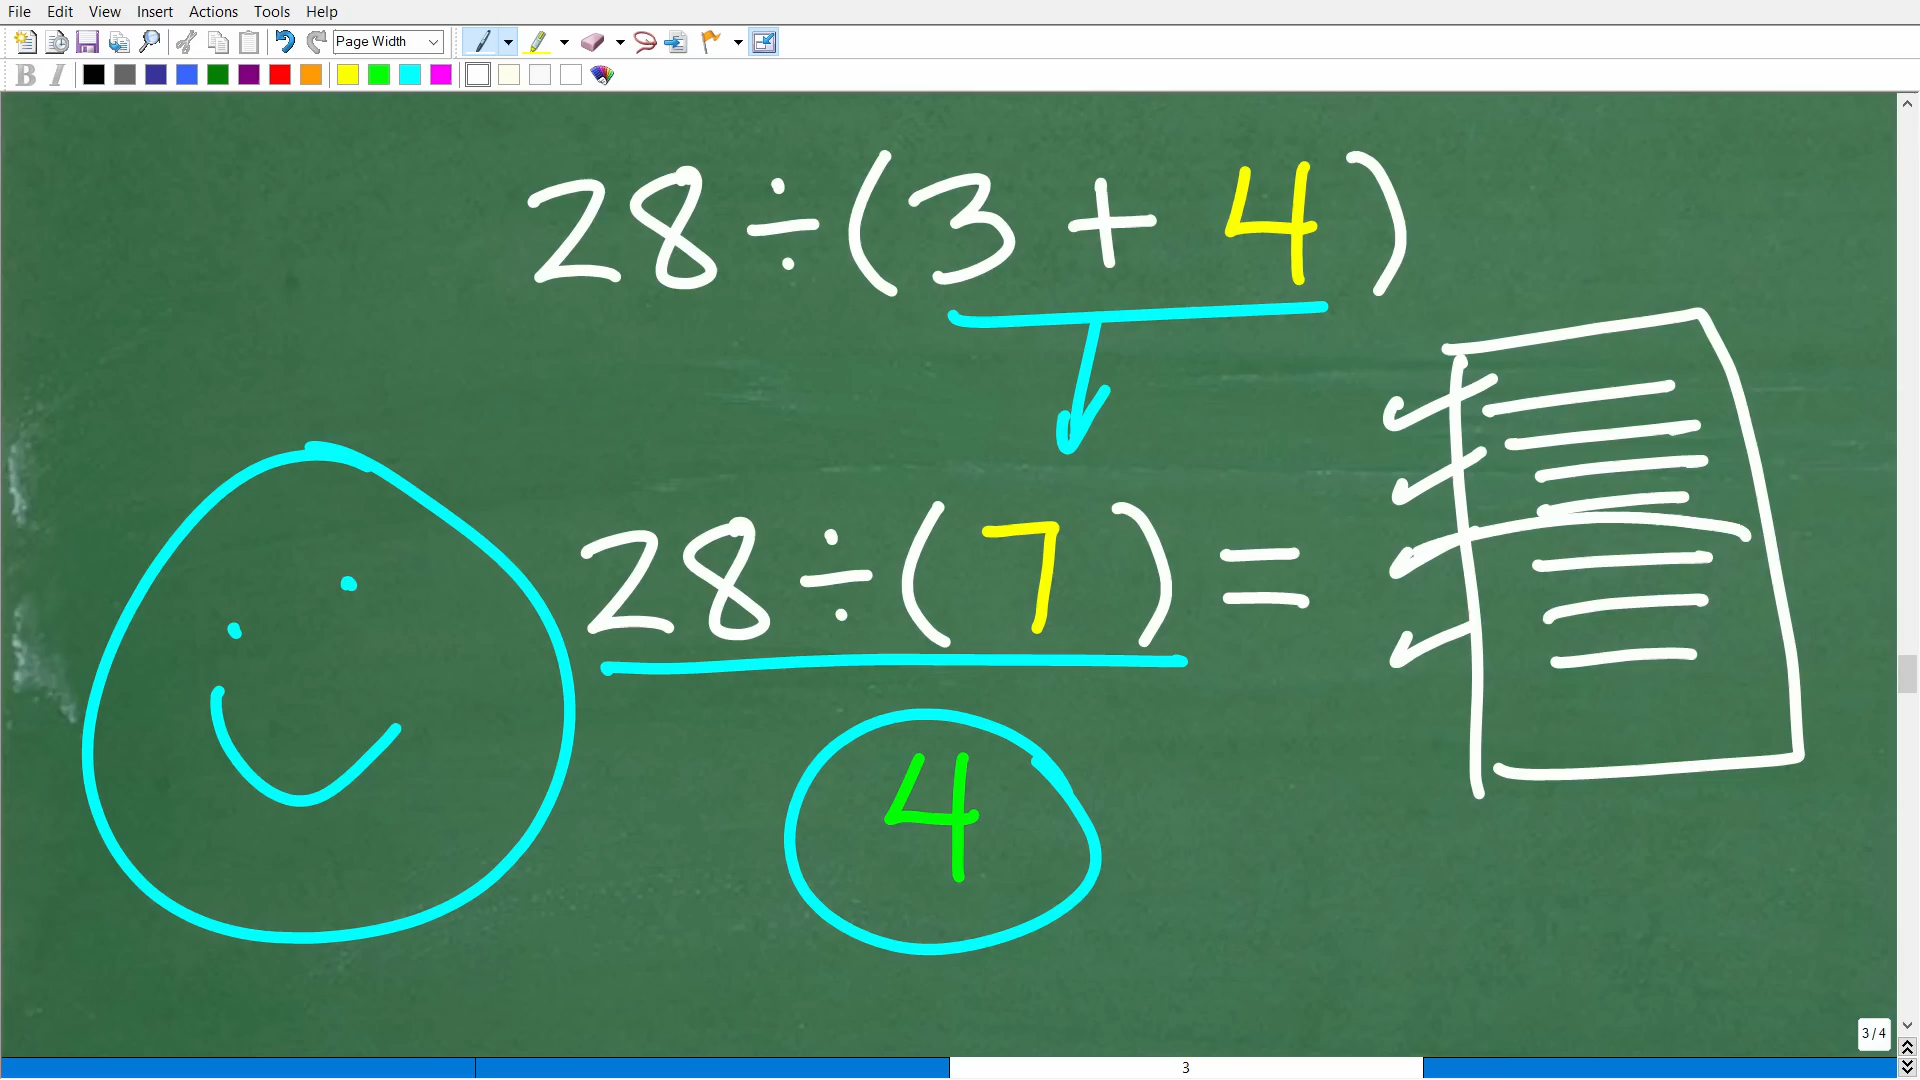 File Edit View Insert Actions Tools Help
Page Width
B I
28÷(3+4)
28÷(7)=
4
3/4
3